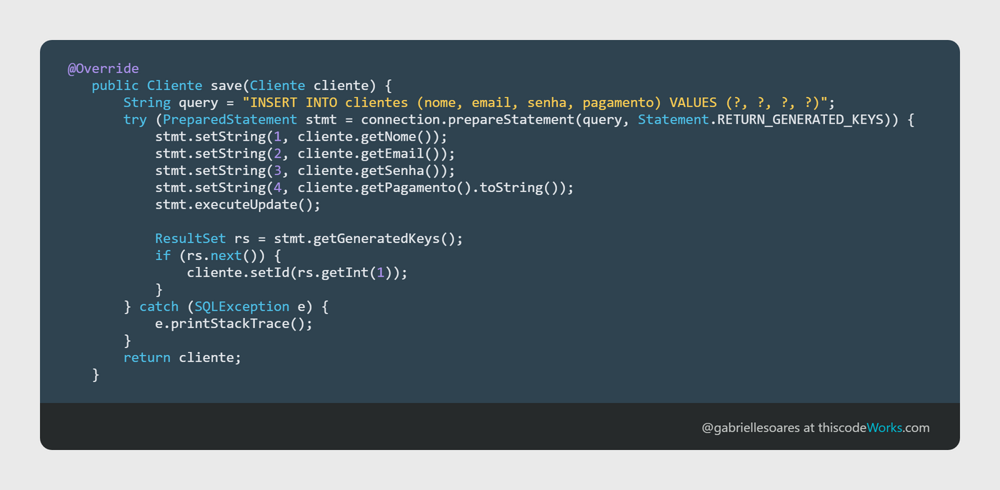 @Override
   public Cliente save(Cliente cliente) {
       String query = "INSERT INTO clientes (nome, email, senha, pagamento) VALUES (?, ?, ?, ?)";
       try (PreparedStatement stmt = connection.prepareStatement(query, Statement.RETURN_GENERATED_KEYS)) {
           stmt.setString(1, cliente.getNome());
           stmt.setString(2, cliente.getEmail());
           stmt.setString(3, cliente.getSenha());
           stmt.setString(4, cliente.getPagamento().toString());
           stmt.executeUpdate();

           ResultSet rs = stmt.getGeneratedKeys();
           if (rs.next()) {
               cliente.setId(rs.getInt(1));
           }
       } catch (SQLException e) {
           e.printStackTrace();
       }
       return cliente;
   }
@gabriellesoares at thiscodeWorks.com